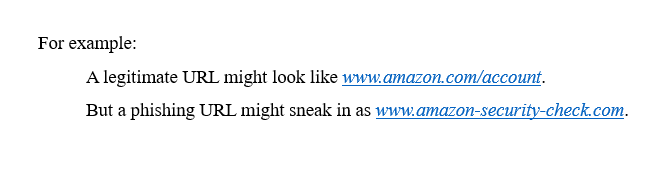 For example:
A legitimate URL might look like www.amazon.com/account.
But a phishing URL might sneak in as www.amazon-security-check.com.